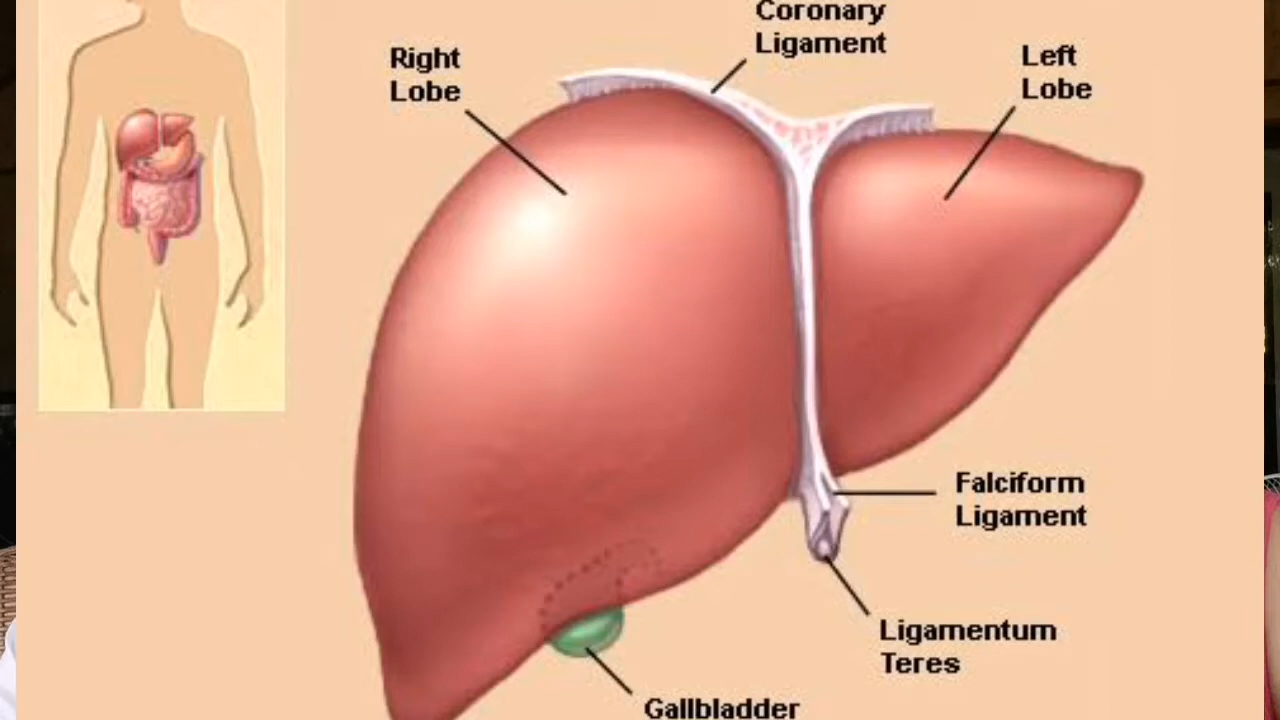 Coronary
Ligament
Right
Lobe
Left
Lobe
Falciform
Ligament
Ligamentum
Teres
Gallbladder